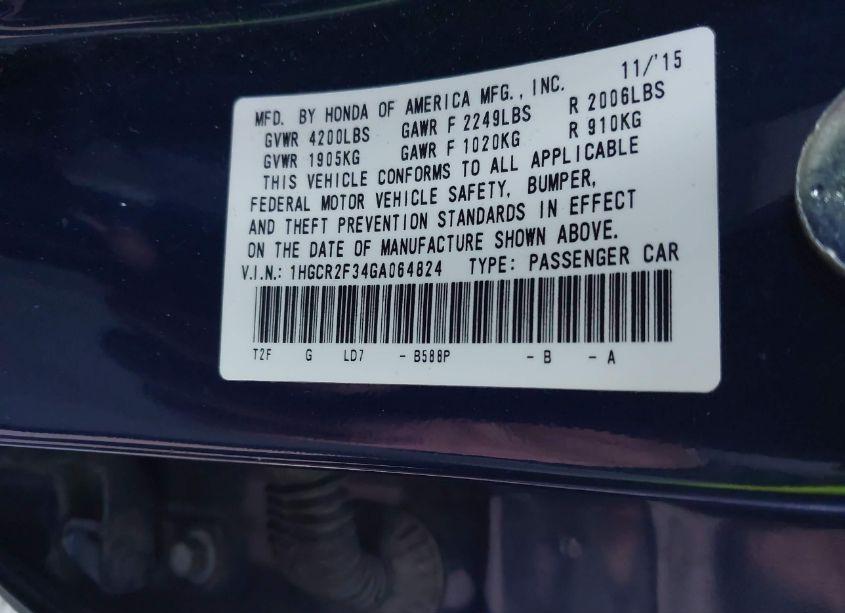 11/'15
MFD. BY HONDA OF AMERICA MFG., INC.
GVWR 4200LBS GAWR F 2249LBS R 2006LBS
GVWR 1905KG GAWR F 1020KG R 910KG
THIS VEHICLE CONFORMS TO ALL APPLICABLE
FEDERAL MOTOR VEHICLE SAFETY, BUMPER,
AND THEFT PREVENTION STANDARDS IN EFFECT
ON THE DATE OF MANUFACTURE SHOWN ABOVE.
V.I.N.: 1HGCR2F34GA064824 TYPE: PASSENGER CAR
T2F G LD7 - B588P - B - A